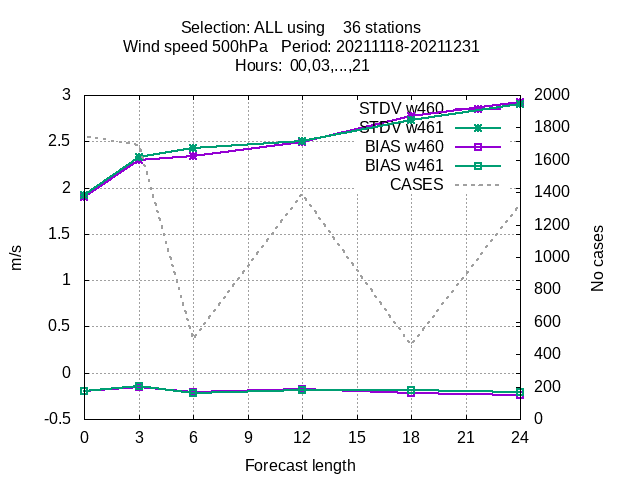 Selection: ALL using    36 stations
Wind speed 500hPa   Period: 20211118-20211231
Hours:  00,03,...,21
3
2.5
2
1.5
1
0.5
0
-0.5
2000
1800
1600
1400
1200
1000
800
600
400
200
0
m/s
No cases
STDV w460
STDV w461
BIAS w460
BIAS w461
CASES
0 3 6 9 12 15 18 21 24
Forecast length